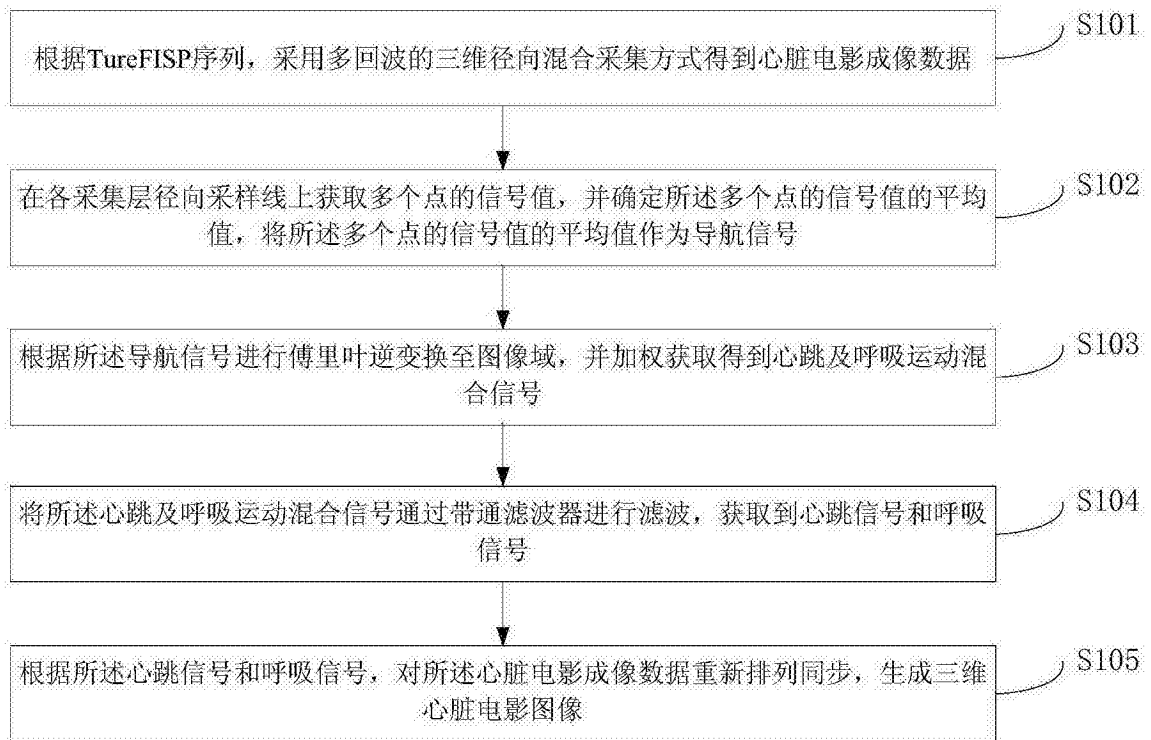 根据TureFISP序列，采用多回波的三维径向混合采集方式得到心脏电影成像数据
S101
在各采集层径向采样线上获取多个点的信号值，并确定所述多个点的信号值的平均
值，将所述多个点的信号值的平均值作为导航信号
S102
根据所述导航信号进行傅里叶逆变换至图像域，并加权获取得到心跳及呼吸运动混
合信号
S103
将所述心跳及呼吸运动混合信号通过带通滤波器进行滤波，获取到心跳信号和呼吸
信号
S104
根据所述心跳信号和呼吸信号，对所述心脏电影成像数据重新排列同步，生成三维
心脏电影图像
S105